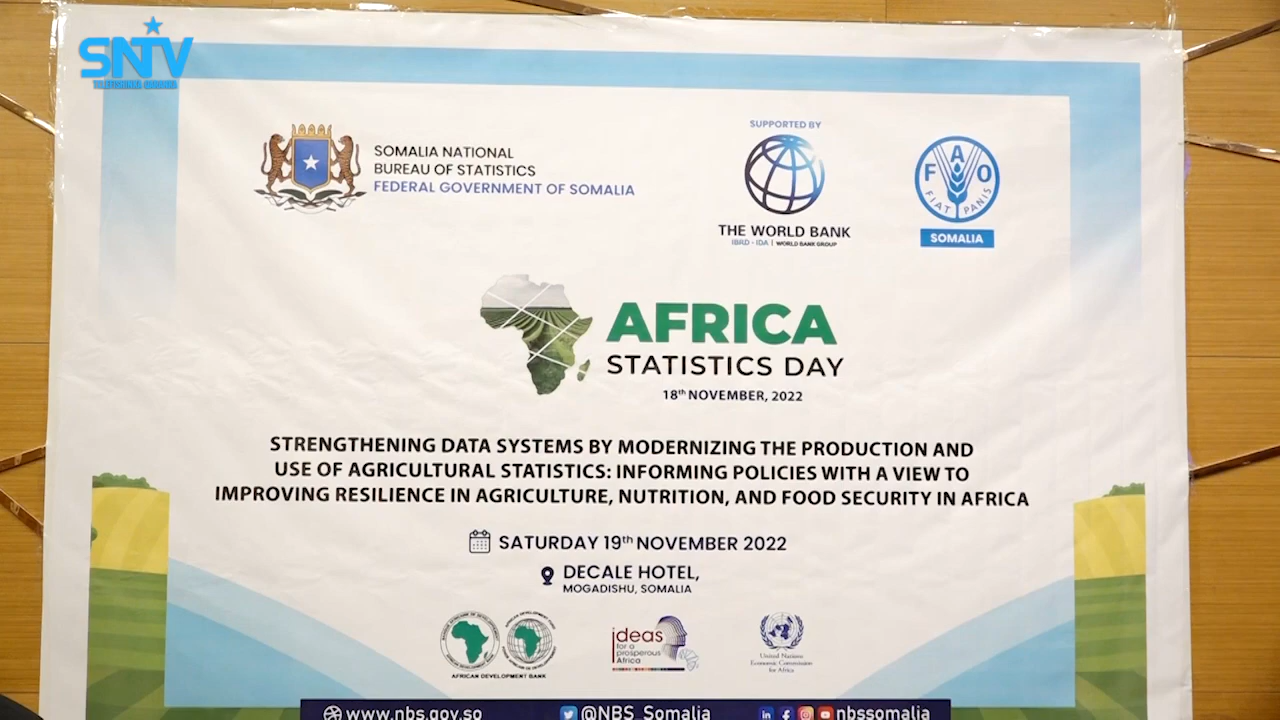 SNTV
TELEFISHINKA QARANKA
SOMALIA NATIONAL
BUREAU OF STATISTICS
FEDERAL GOVERNMENT OF SOMALIA
SUPPORTED BY
THE WORLD BANK
IBRD - IDA | WORLD BANK GROUP
FAO
FIAT PANIS
SOMALIA
AFRICA
STATISTICS DAY
18th NOVEMBER, 2022
STRENGTHENING DATA SYSTEMS BY MODERNIZING THE PRODUCTION AND
USE OF AGRICULTURAL STATISTICS: INFORMING POLICIES WITH A VIEW TO
IMPROVING RESILIENCE IN AGRICULTURE, NUTRITION, AND FOOD SECURITY IN AFRICA
SATURDAY 19th NOVEMBER 2022
DECALE HOTEL,
MOGADISHU, SOMALIA
AFRICAN DEVELOPMENT BANK
ideas
for a
prosperous
Africa
United Nations
Economic Commission
for Africa
www.nbs.gov.so
@NBS_Somalia
nbssomalia